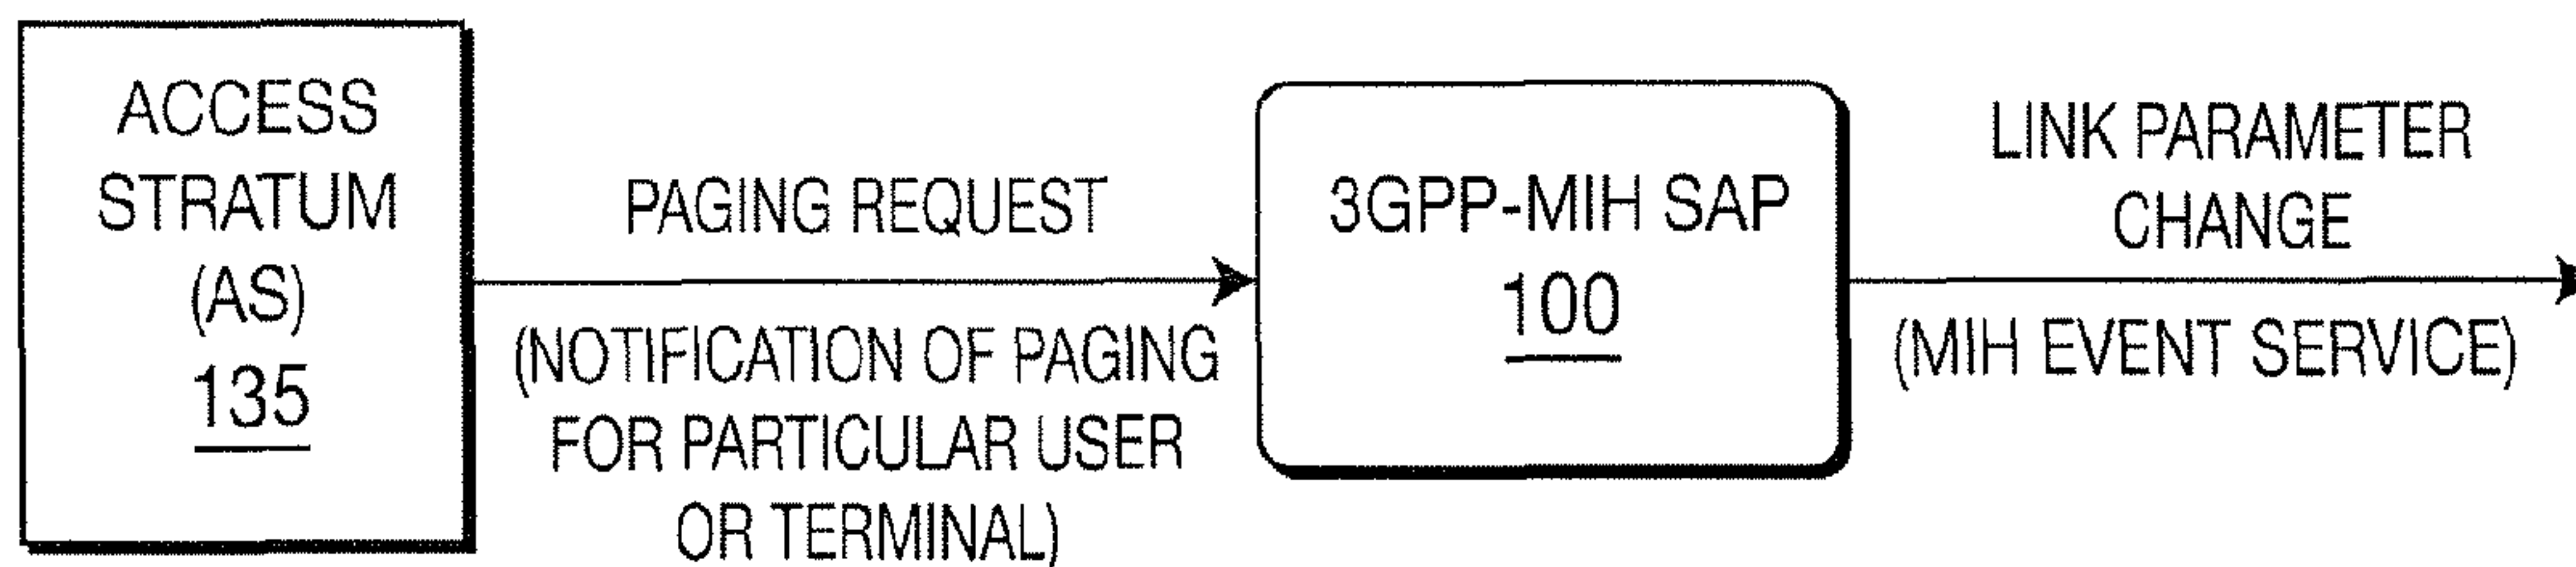 ACCESS
STRATUM
(AS)
135
PAGING REQUEST
(NOTIFICATION OF PAGING
FOR PARTICULAR USER
OR TERMINAL)
3GPP-MIH SAP
100
LINK PARAMETER
CHANGE
(MIH EVENT SERVICE)